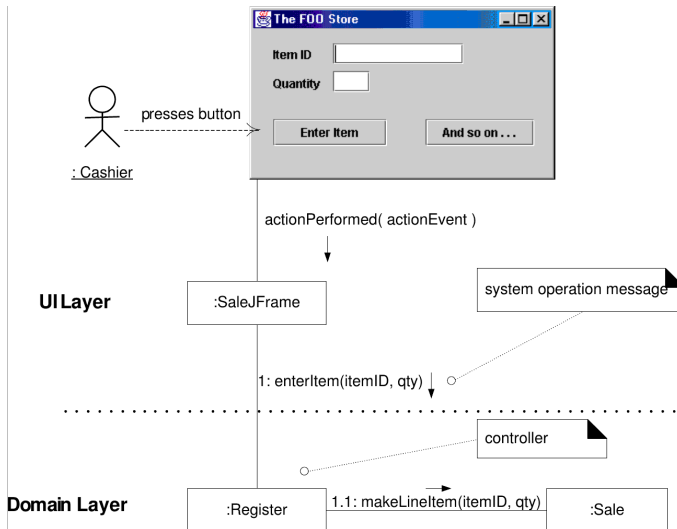 The FOO Store
Item ID
Quantity
presses button
Enter Item
And so on . . .
: Cashier
actionPerformed( actionEvent )
UI Layer
:SaleJFrame
system operation message
1: enterItem(itemID, qty)
controller
Domain Layer
:Register
1.1: makeLineItem(itemID, qty)
:Sale